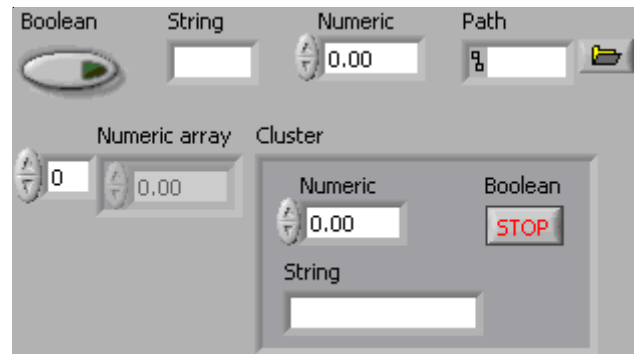 Boolean String Numeric Path
0.00
Numeric array Cluster
0 0.00
Numeric Boolean
0.00 STOP
String